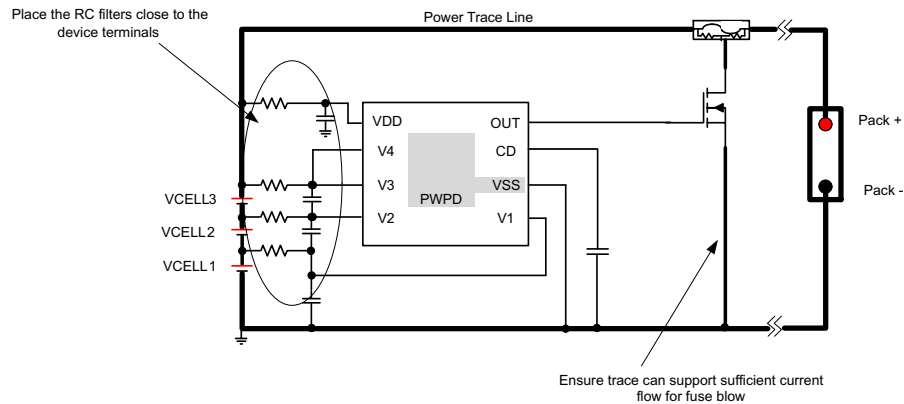 Place the RC filters close to the
device terminals
Power Trace Line
VDD
OUT
V4
CD
V3
VSS
PWPD
V2
V1
VCELL3
VCELL2
VCELL1
Pack +
Pack -
Ensure trace can support sufficient current
flow for fuse blow